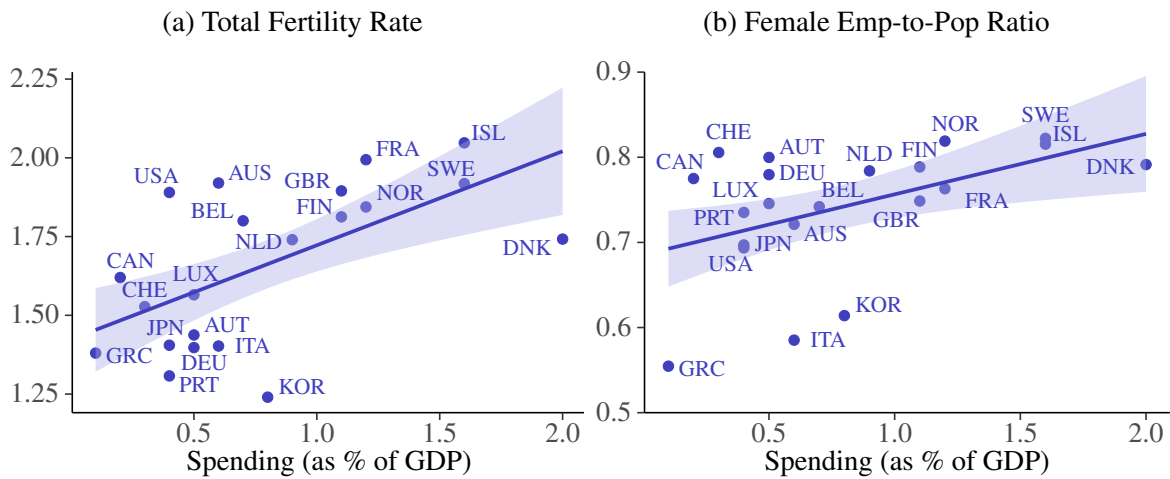 (a) Total Fertility Rate
2.25
2.00
1.75
1.50
1.25
ISL
FRA
SWE
USA
AUS
GBR
NOR
BEL
FIN
NLD
DNK
CAN
LUX
CHE
JPN
AUT
GRC
DEU
ITA
PRT
KOR
0.5 1.0 1.5 2.0
Spending (as % of GDP)
(b) Female Emp-to-Pop Ratio
0.9
0.8
0.7
0.6
0.5
SWE
CHE
NOR
ISL
AUT
FIN
CAN
DEU
NLD
DNK
LUX
BEL
PRT
GBR
FRA
JPN
AUS
USA
KOR
ITA
GRC
0.5 1.0 1.5 2.0
Spending (as % of GDP)